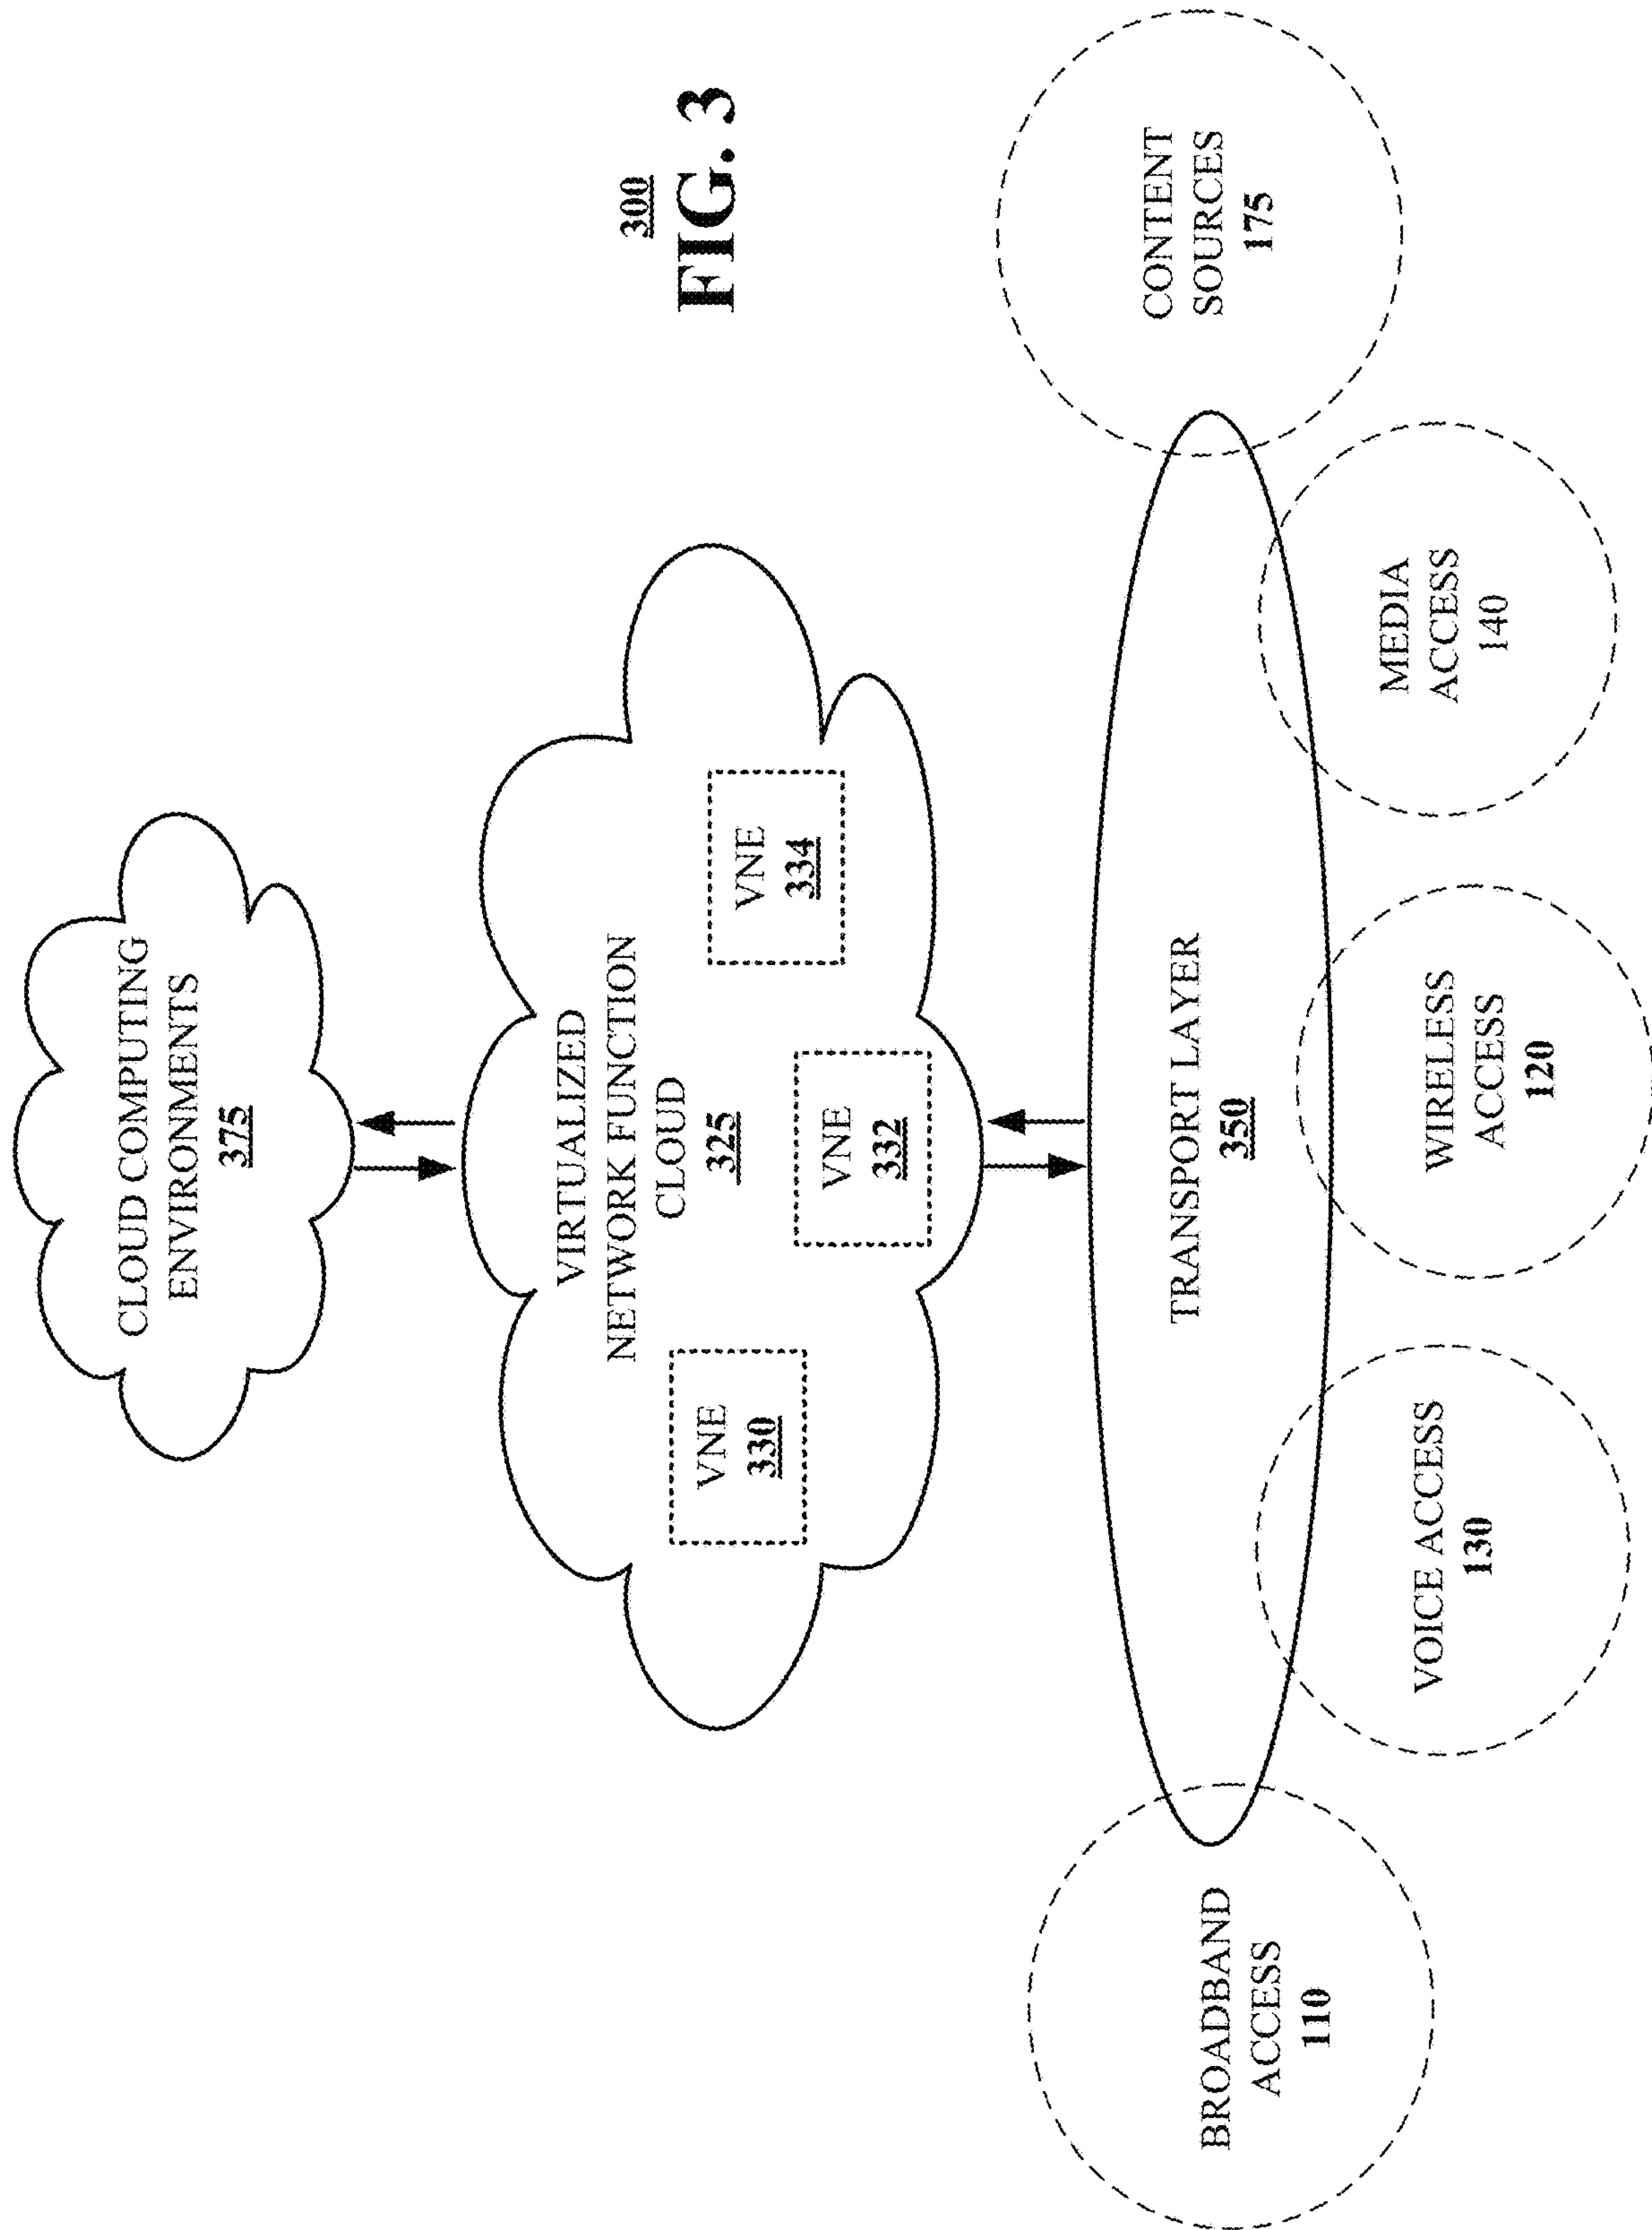 CLOUD COMPUTING
ENVIRONMENTS
375
VIRTUALIZED
NETWORK FUNCTION
CLOUD
325
VNE
330
VNE
332
VNE
334
300
FIG. 3
TRANSPORT LAYER
350
BROADBAND
ACCESS
110
VOICE ACCESS
130
WIRELESS
ACCESS
120
MEDIA
ACCESS
140
CONTENT
SOURCES
175